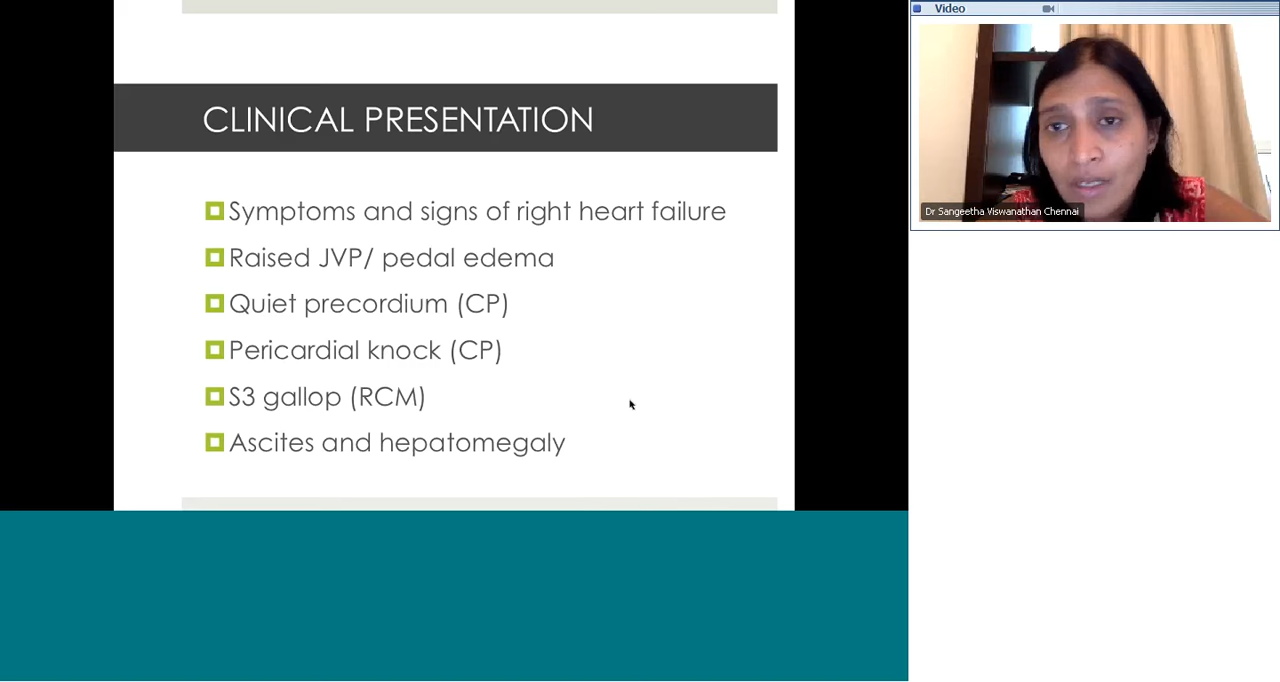 CLINICAL PRESENTATION
Symptoms and signs of right heart failure
Raised JVP/ pedal edema
Quiet precordium (CP)
Pericardial knock (CP)
S3 gallop (RCM)
Ascites and hepatomegaly
Video
Dr Sangeetha Viswanathan Chennai